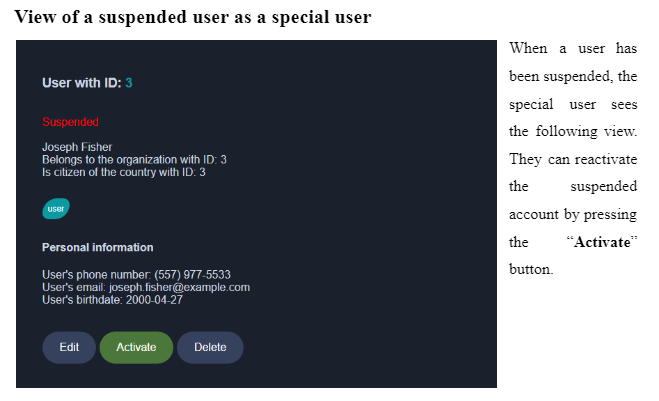 View of a suspended user as a special user
User with ID: 3
Suspended
Joseph Fisher
Belongs to the organization with ID: 3
Is citizen of the country with ID: 3
user
Personal information
User's phone number: (557) 977-5533
User's email: joseph.fisher@example.com
User's birthdate: 2000-04-27
Edit Activate Delete
When a user has
been suspended, the
special user sees
the following view.
They can reactivate
the suspended
account by pressing
the “Activate”
button.